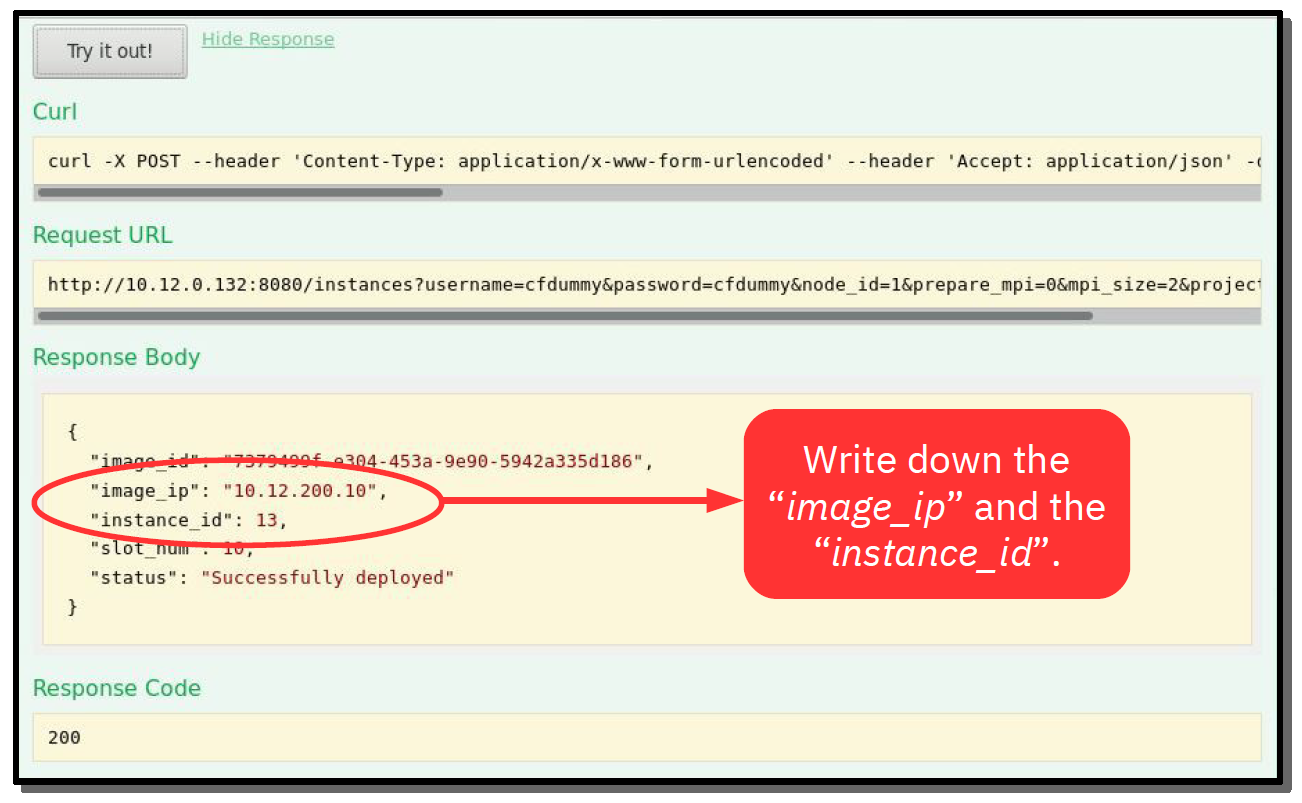 Try it out!
Hide Response
Curl
curl -X POST --header 'Content-Type: application/x-www-form-urlencoded' --header 'Accept: application/json' -d
Request URL
http://10.12.0.132:8080/instances?username=cfdummy&password=cfdummy&node_id=1&prepare_mpi=0&mpi_size=2&project
Response Body
{
"image_id": "7379499f-e304-453a-9e90-5942a335d186",
"image_ip": "10.12.200.10",
"instance_id": 13,
"slot_num": 10,
"status": "Successfully deployed"
}
Write down the
“image_ip” and the
“instance_id”.
Response Code
200